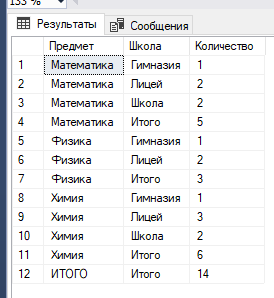 133 %
Результаты Сообщения
Предмет Школа Количество
1 Математика Гимназия 1
2 Математика Лицей 2
3 Математика Школа 2
4 Математика Итого 5
5 Физика Гимназия 1
6 Физика Лицей 2
7 Физика Итого 3
8 Химия Гимназия 1
9 Химия Лицей 3
10 Химия Школа 2
11 Химия Итого 6
12 ИТОГО Итого 14